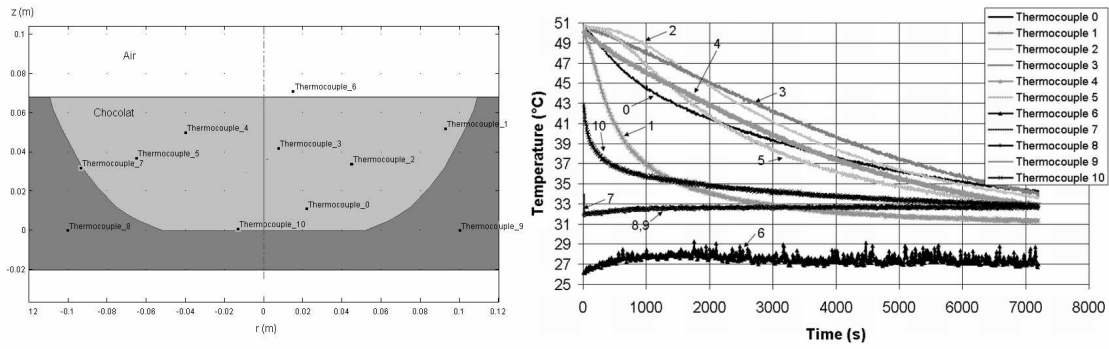 z (m)
0.1
0.08
0.06
0.04
0.02
0
-0.02
Air
Chocolat
Thermocouple_6
Thermocouple_1
Thermocouple_4
Thermocouple_3
Thermocouple_5
Thermocouple_2
Thermocouple_7
Thermocouple_0
Thermocouple_8
Thermocouple_10
Thermocouple_9
12 -0.1 -0.08 -0.06 -0.04 -0.02 0 0.02 0.04 0.06 0.08 0.1 0.12
r (m)
Temperature (°C)
51
49
47
45
43
41
39
37
35
33
31
29
27
25
2
4
3
0
1
10
5
7
8,9
6
0 1000 2000 3000 4000 5000 6000 7000 8000
Time (s)
Thermocouple 0
Thermocouple 1
Thermocouple 2
Thermocouple 3
Thermocouple 4
Thermocouple 5
Thermocouple 6
Thermocouple 7
Thermocouple 8
Thermocouple 9
Thermocouple 10